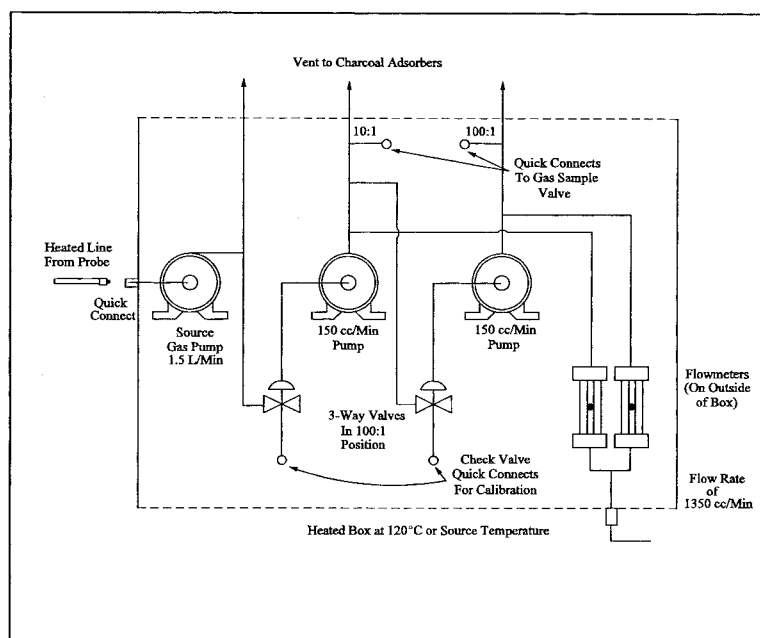 Vent to Charcoal Adsorbers
10:1
100:1
Quick Connects
To Gas Sample
Valve
Heated Line
From Probe
Quick
Connect
Source
Gas Pump
1.5 L/Min
150 cc/Min
Pump
150 cc/Min
Pump
3-Way Valves
In 100:1
Position
Flowmeters
(On Outside
of Box)
Check Valve
Quick Connects
For Calibration
Flow Rate
of
1350 cc/Min
Heated Box at 120°C or Source Temperature